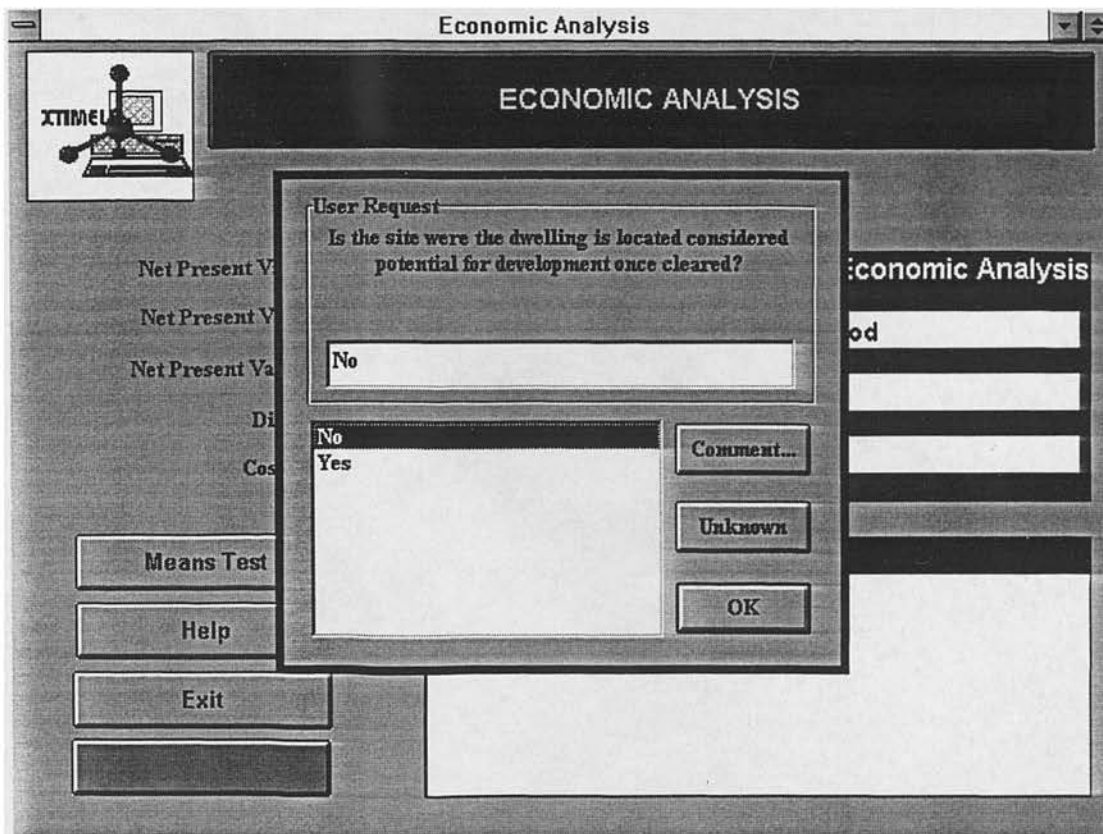 Economic Analysis
XTIMEL
ECONOMIC ANALYSIS
User Request
Is the site were the dwelling is located considered
potential for development once cleared?
Net Present Va
Economic Analysis
Net Present V
od
No
Net Present Va
Di
No
Yes
Comment...
Cos
Unknown
Means Test
OK
Help
Exit